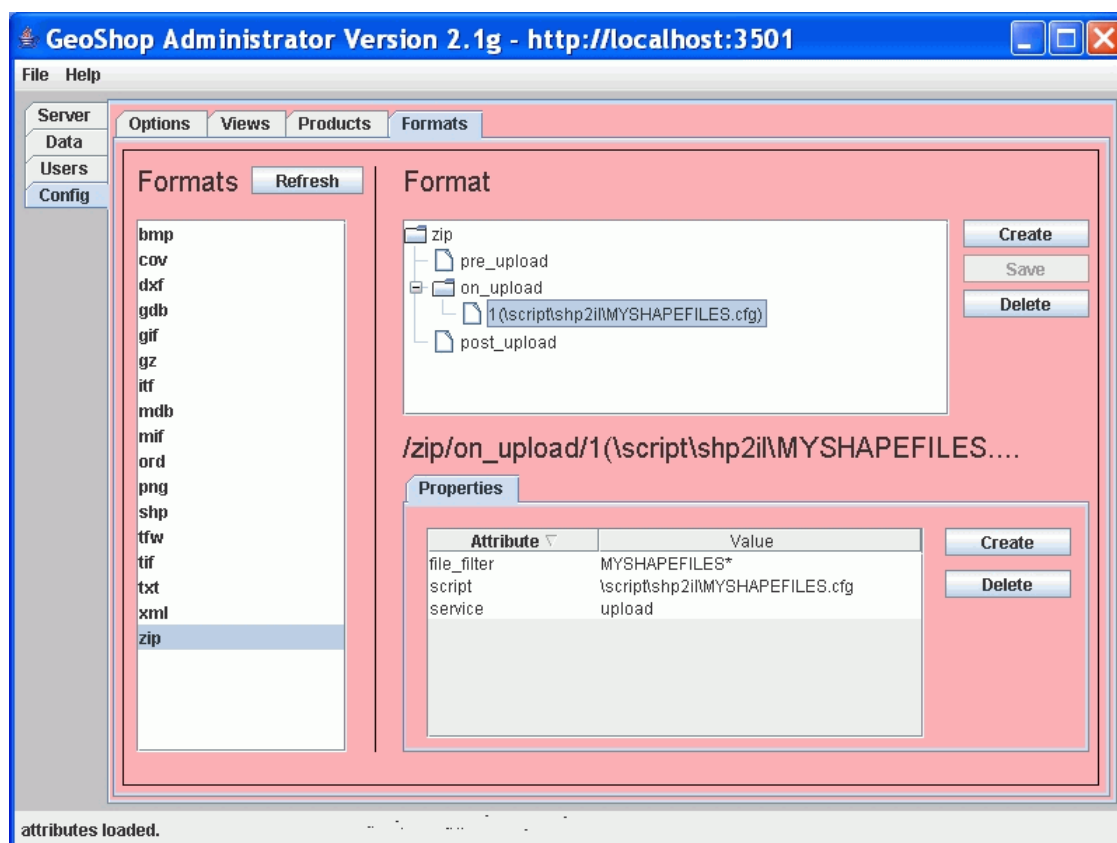 GeoShop Administrator Version 2.1g - http://localhost:3501
File Help
Server
Data
Users
Config
Options Views Products Formats
Formats Refresh
bmp
cov
dxf
gdb
gif
gz
itf
mdb
mif
ord
png
shp
tfw
tif
txt
xml
zip
Format
zip
pre_upload
on_upload
1(\script\shp2il\MYSHAPEFILES.cfg)
post_upload
Create
Save
Delete
/zip/on_upload/1(\script\shp2il\MYSHAPEFILES....
Properties
Attribute Value
file_filter MYSHAPEFILES*
script \script\shp2il\MYSHAPEFILES.cfg
service upload
Create
Delete
attributes loaded.